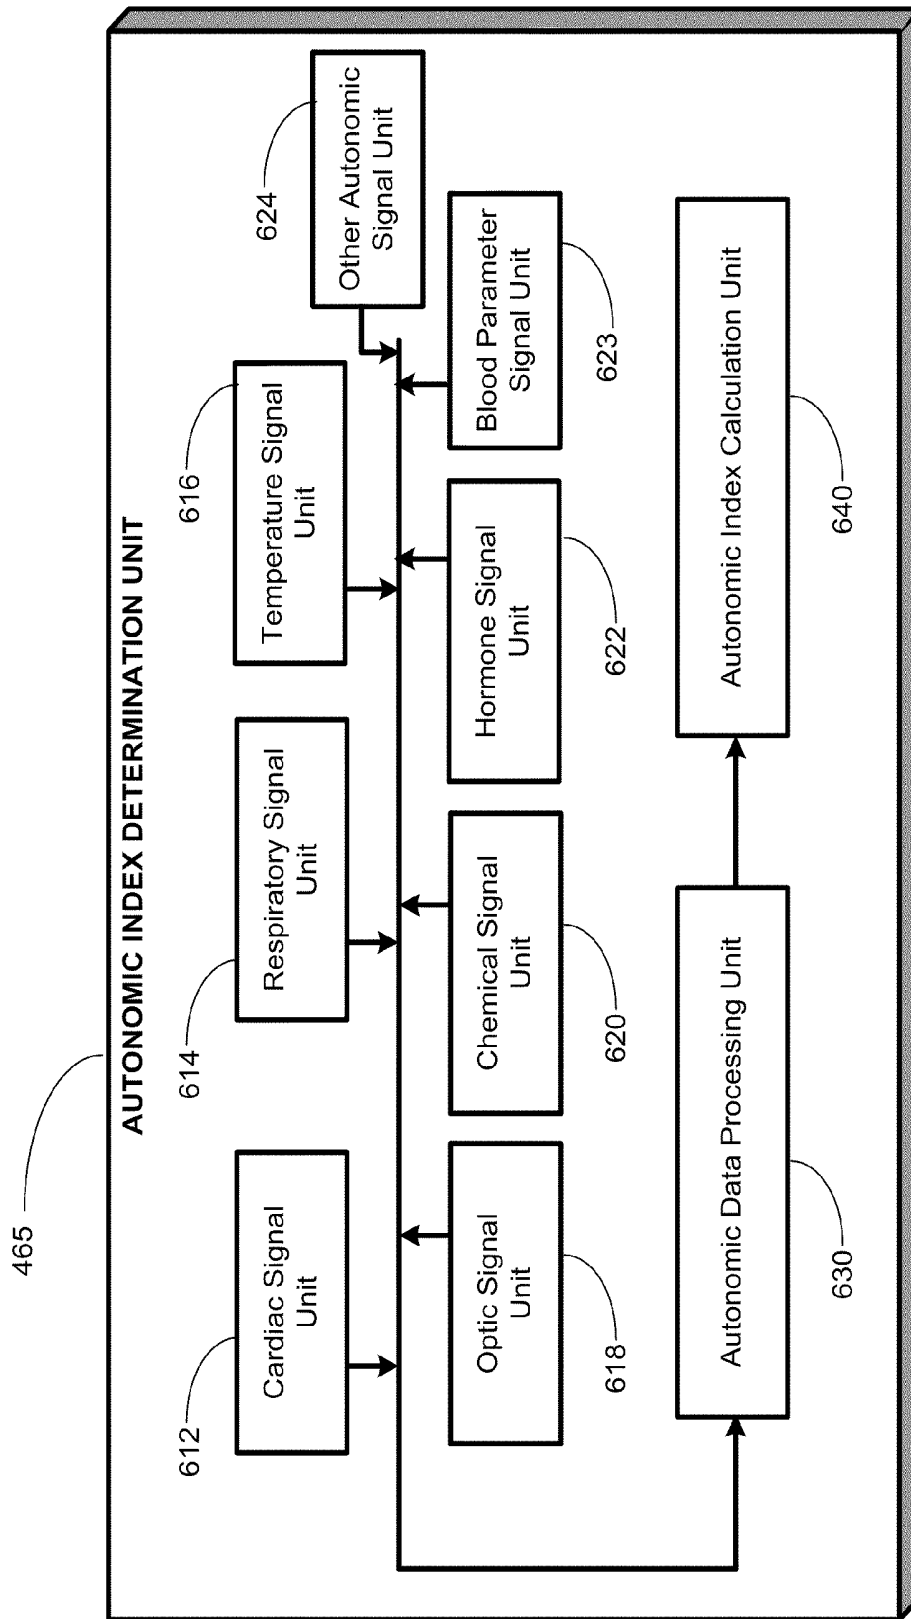 465
AUTONOMIC INDEX DETERMINATION UNIT
612
Cardiac Signal
Unit
614
Respiratory Signal
Unit
616
Temperature Signal
Unit
624
Other Autonomic
Signal Unit
Optic Signal
Unit
618
Chemical Signal
Unit
620
Hormone Signal
Unit
622
Blood Parameter
Signal Unit
623
Autonomic Data Processing Unit
630
Autonomic Index Calculation Unit
640